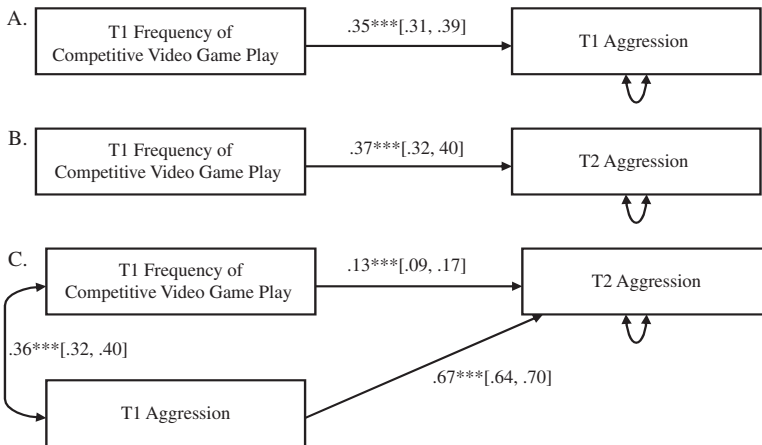 A.
T1 Frequency of
Competitive Video Game Play
.35***[.31, .39]
T1 Aggression
B.
T1 Frequency of
Competitive Video Game Play
.37***[.32, 40]
T2 Aggression
C.
T1 Frequency of
Competitive Video Game Play
.13***[.09, .17]
T2 Aggression
.36***[.32, .40]
.67***[.64, .70]
T1 Aggression